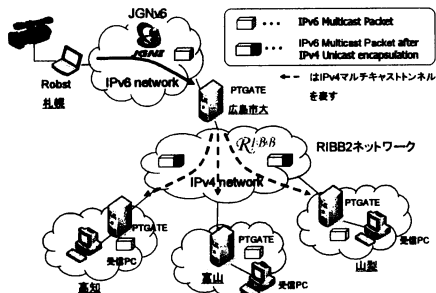 JGNv6
IPv6 Multicast Packet
IPv6 Multicast Packet after
IPv4 Unicast encapsulation
はIPv4マルチキャストトンネル
を表す
Robst
札幌
IPv6 network
PTGATE
広島市大
RIBB
RIBB2ネットワーク
IPv4 network
PTGATE
受信PC
高知
PTGATE
受信PC
富山
PTGATE
受信PC
山梨